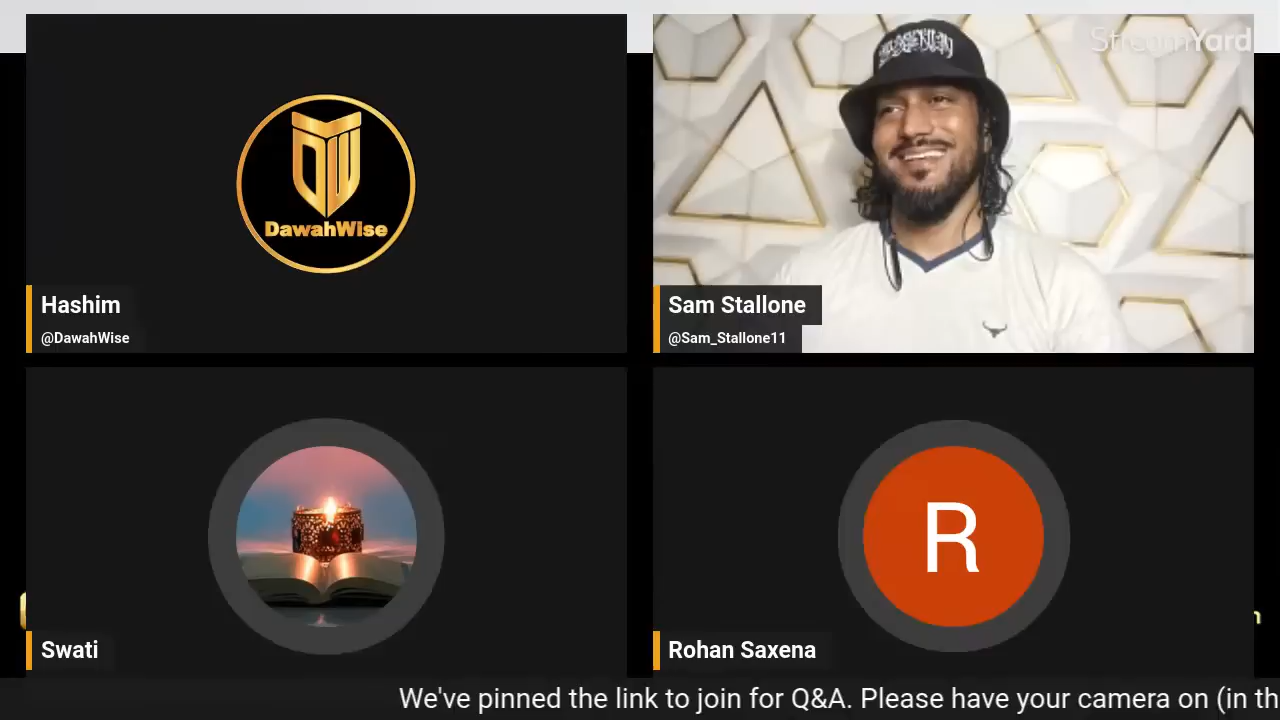 StreamYard
DW
DawahWise
Hashim
@DawahWise
Sam Stallone
@Sam_Stallone11
R
Swati
Rohan Saxena
We've pinned the link to join for Q&A. Please have your camera on (in th